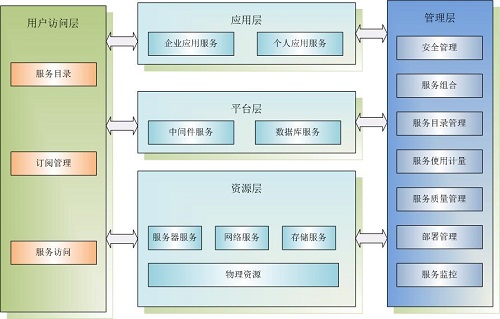 用户访问层
服务目录
订阅管理
服务访问
应用层
企业应用服务
个人应用服务
平台层
中间件服务
数据库服务
资源层
服务器服务
网络服务
存储服务
物理资源
管理层
安全管理
服务组合
服务目录管理
服务使用计量
服务质量管理
部署管理
服务监控